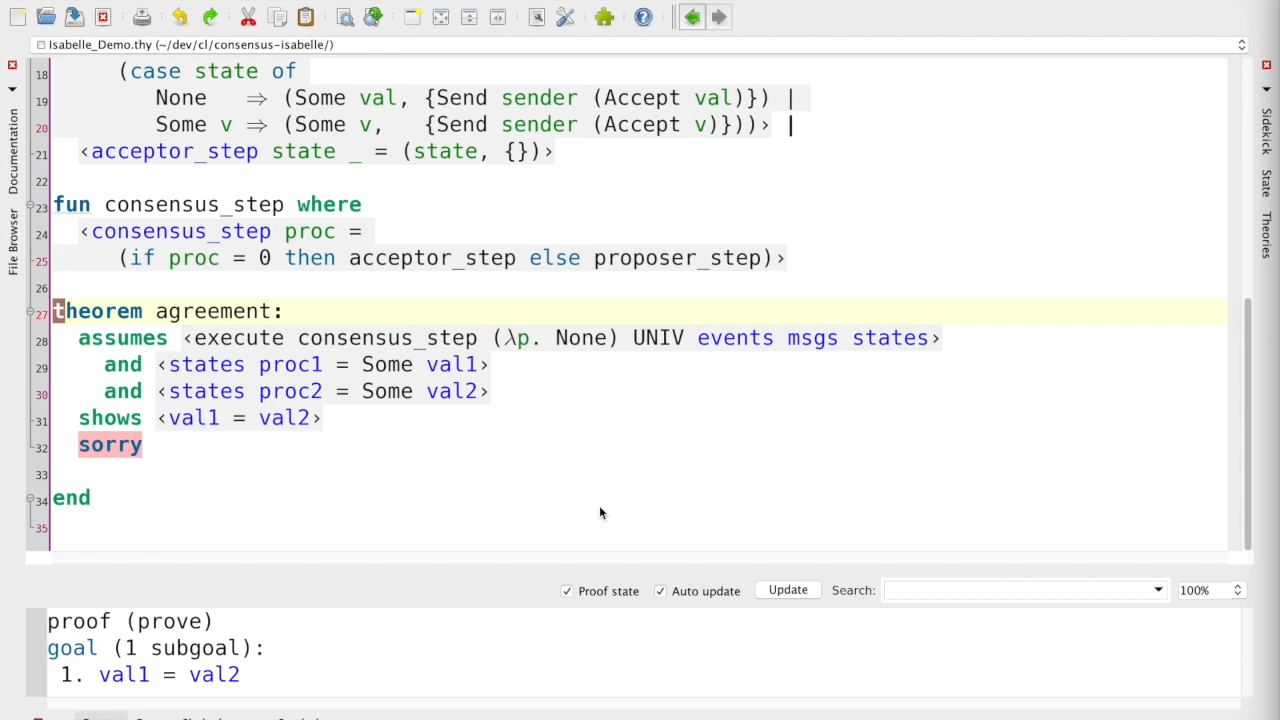 Isabelle_Demo.thy (~/dev/cl/consensus-isabelle/)
Documentation
File Browser
18 (case state of
19 None ⇒ (Some val, {Send sender (Accept val)}) |
20 Some v ⇒ (Some v, {Send sender (Accept v)}))› |
21 ‹acceptor_step state _ = (state, {})›
22
23 fun consensus_step where
24 ‹consensus_step proc =
25 (if proc = 0 then acceptor_step else proposer_step)›
26
27 theorem agreement:
28 assumes ‹execute consensus_step (λp. None) UNIV events msgs states›
29 and ‹states proc1 = Some val1›
30 and ‹states proc2 = Some val2›
31 shows ‹val1 = val2›
32 sorry
33
34 end
35
Sidekick
State
Theories
Proof state Auto update Update Search: 100%
proof (prove)
goal (1 subgoal):
1. val1 = val2